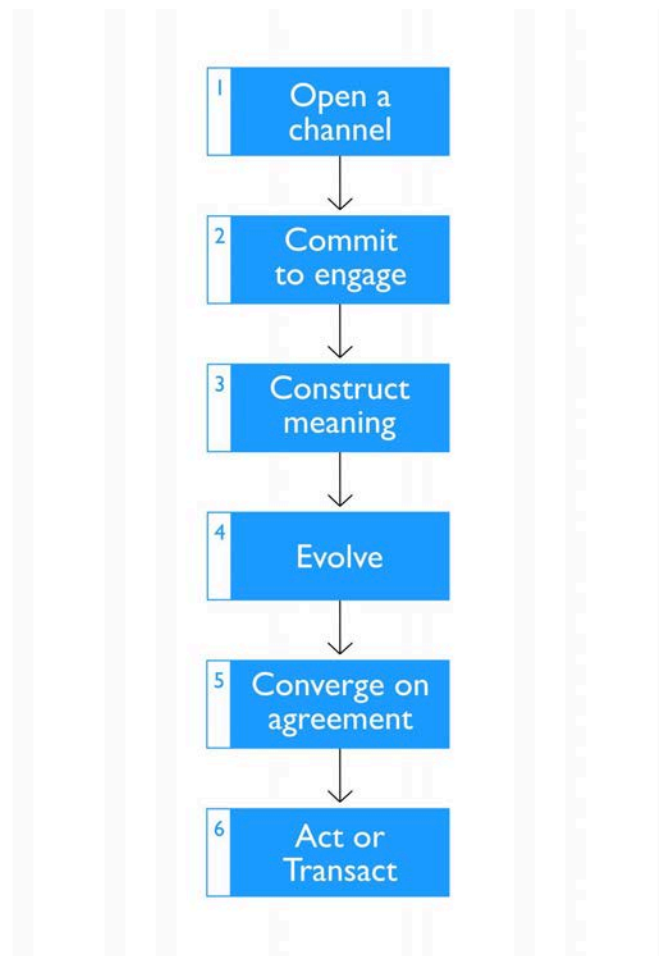 1
Open a
channel
2
Commit
to engage
3
Construct
meaning
4
Evolve
5
Converge on
agreement
6
Act or
Transact